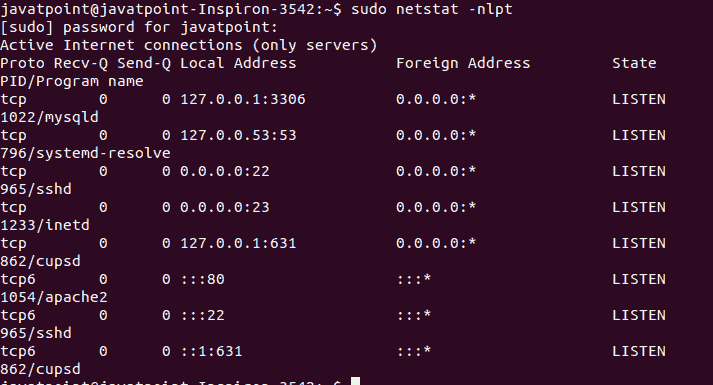 javatpoint@javatpoint-Inspiron-3542:~$ sudo netstat -nlpt
[sudo] password for javatpoint:
Active Internet connections (only servers)
Proto Recv-Q Send-Q Local Address           Foreign Address         State
PID/Program name
tcp        0      0 127.0.0.1:3306          0.0.0.0:*               LISTEN
1022/mysqld
tcp        0      0 127.0.0.53:53           0.0.0.0:*               LISTEN
796/systemd-resolve
tcp        0      0 0.0.0.0:22              0.0.0.0:*               LISTEN
965/sshd
tcp        0      0 0.0.0.0:23              0.0.0.0:*               LISTEN
1233/inetd
tcp        0      0 127.0.0.1:631           0.0.0.0:*               LISTEN
862/cupsd
tcp6       0      0 :::80                   :::*                    LISTEN
1054/apache2
tcp6       0      0 :::22                   :::*                    LISTEN
965/sshd
tcp6       0      0 ::1:631                 :::*                    LISTEN
862/cupsd
javatpoint@javatpoint-Inspiron-3542:~$